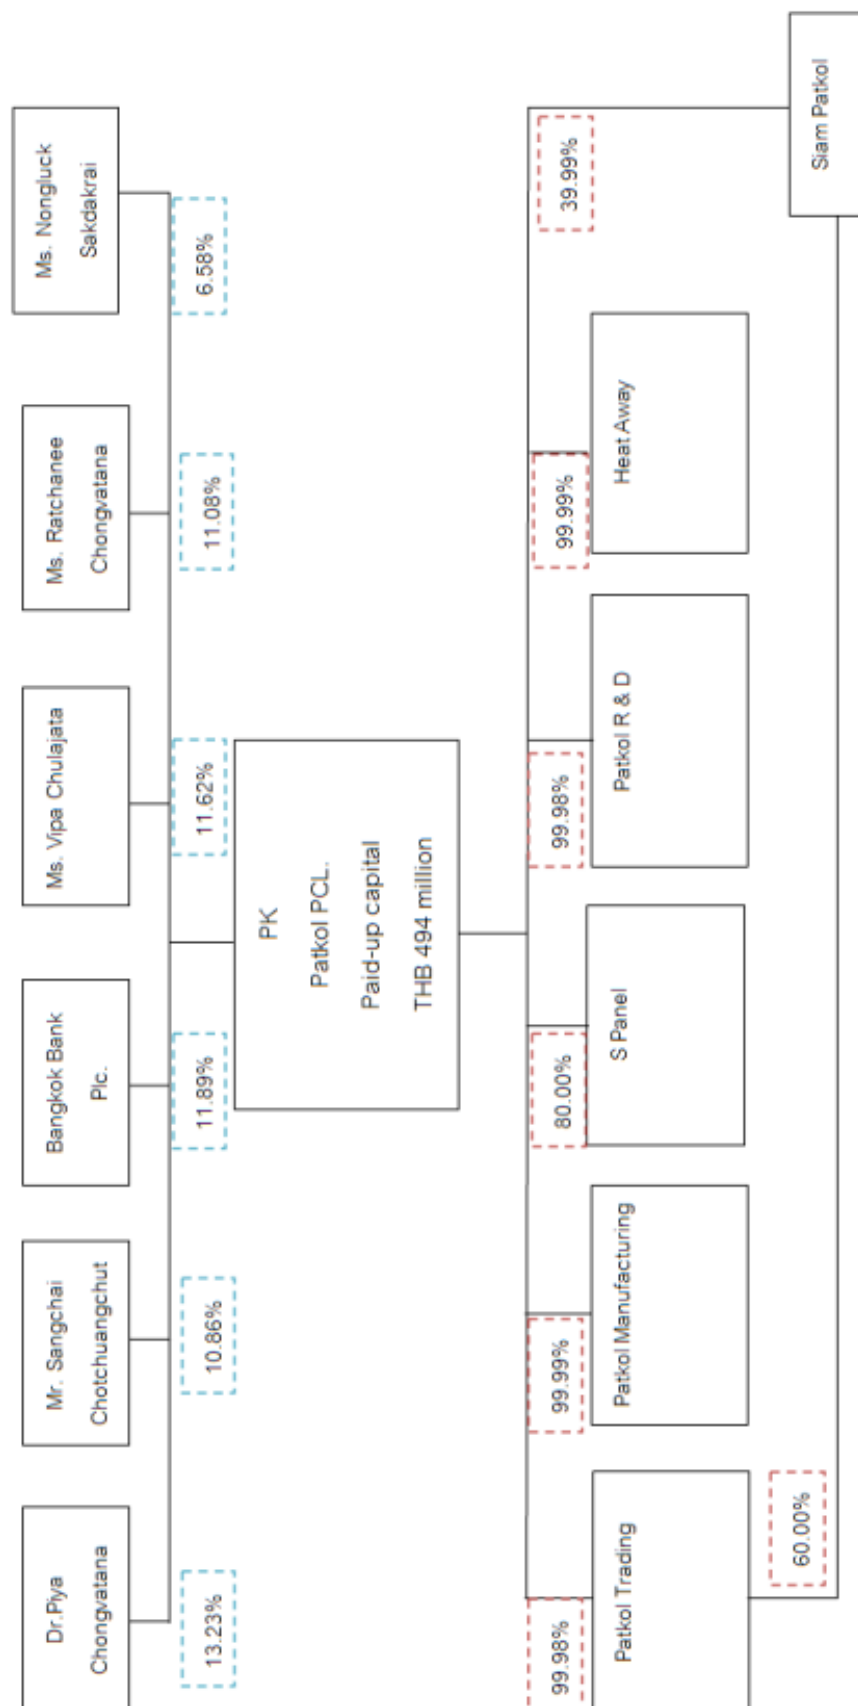 Dr.Piya
Chongvatana
Mr. Sangchai
Chotchuangchut
Bangkok Bank
Plc.
Ms. Vipa Chulajata
Ms. Ratchanee
Chongvatana
Ms. Nongluck
Sakdakrai
13.23%
10.86%
11.89%
11.62%
11.08%
6.58%
PK
Patkol PCL.
Paid-up capital
THB 494 million
99.98%
99.99%
80.00%
99.98%
99.99%
39.99%
Patkol Trading
Patkol Manufacturing
S Panel
Patkol R & D
Heat Away
60.00%
Siam Patkol